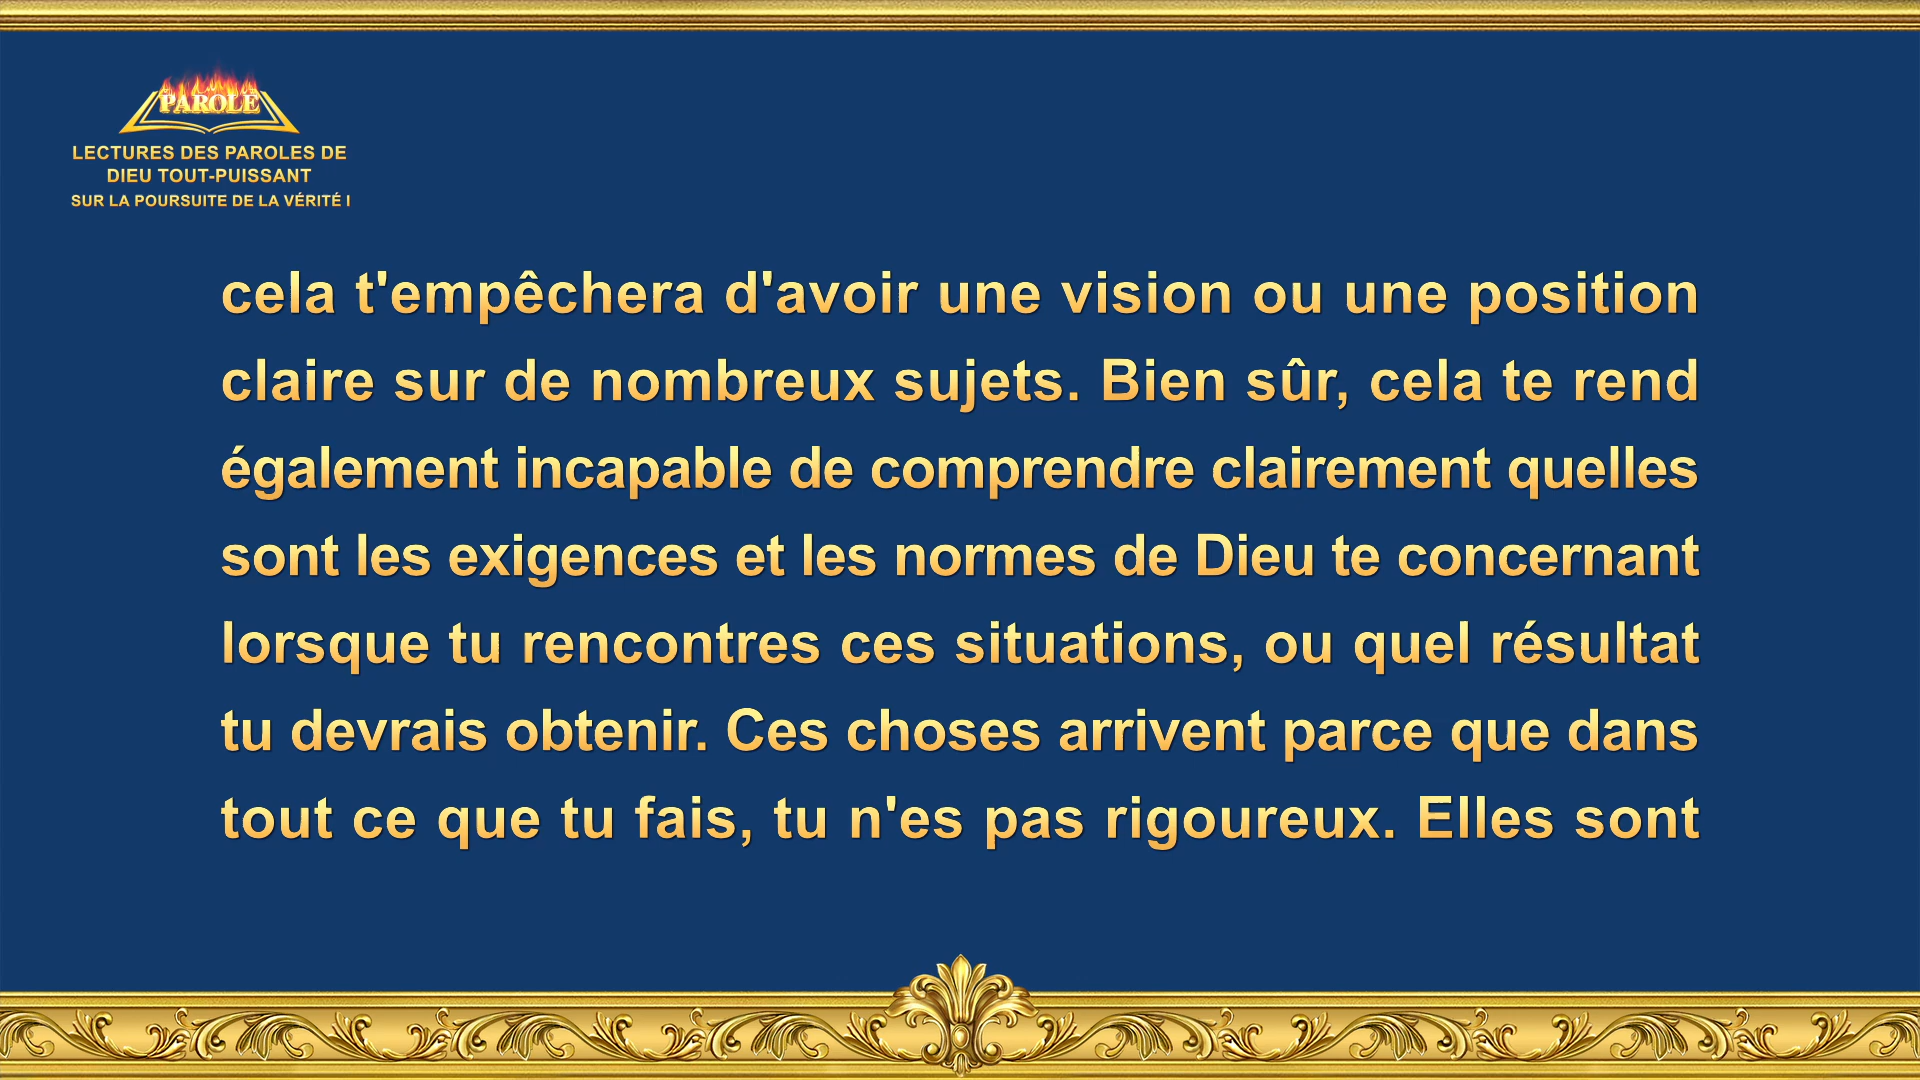 PAROLE
LECTURES DES PAROLES DE
DIEU TOUT-PUISSANT
SUR LA POURSUITE DE LA VÉRITÉ I
cela t'empêchera d'avoir une vision ou une position
claire sur de nombreux sujets. Bien sûr, cela te rend
également incapable de comprendre clairement quelles
sont les exigences et les normes de Dieu te concernant
lorsque tu rencontres ces situations, ou quel résultat
tu devrais obtenir. Ces choses arrivent parce que dans
tout ce que tu fais, tu n'es pas rigoureux. Elles sont